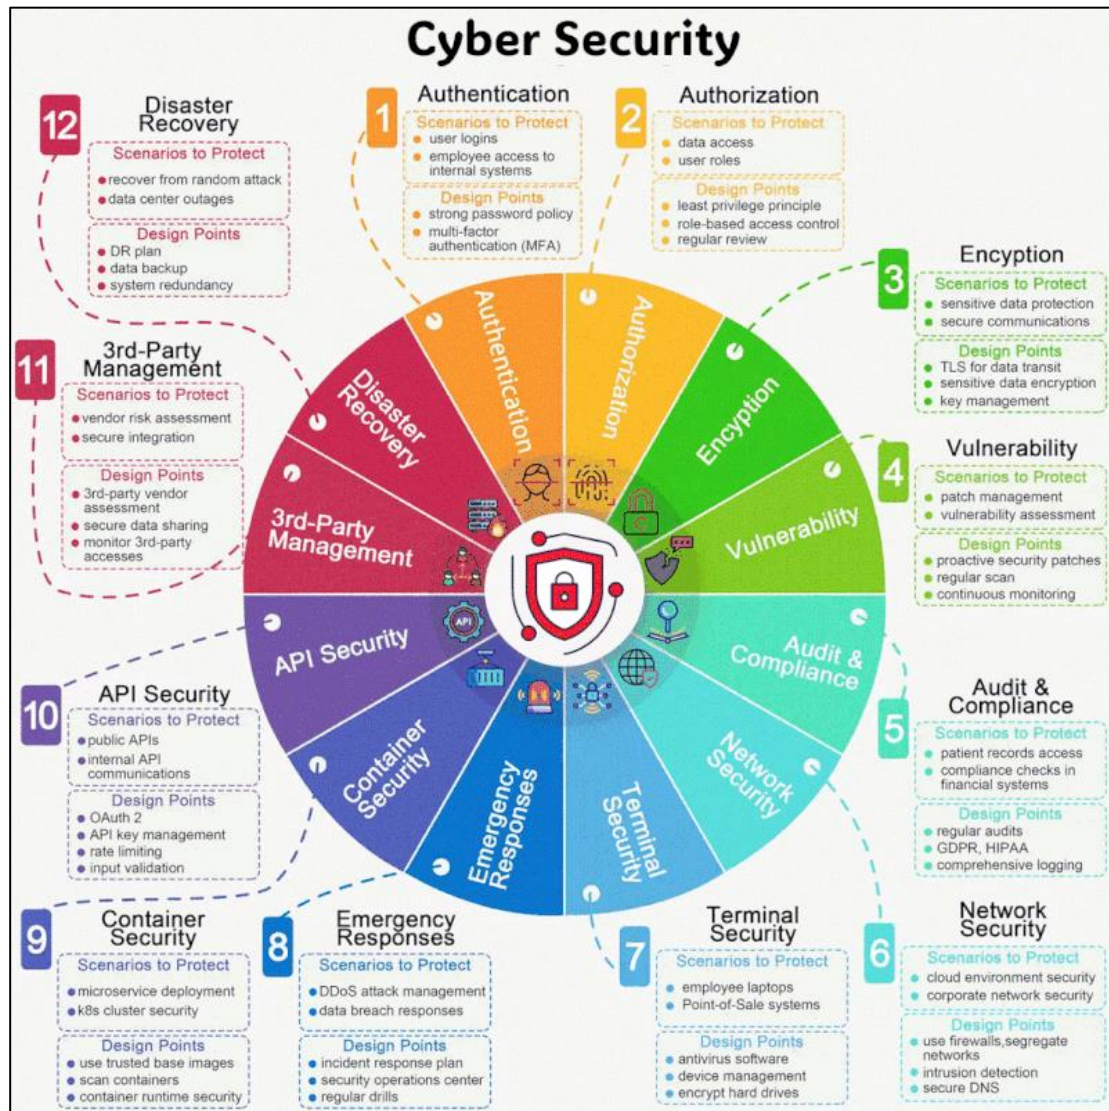 Cyber Security
1
Authentication
Scenarios to Protect
user logins
employee access to
internal systems
Design Points
strong password policy
multi-factor
authentication (MFA)
2
Authorization
Scenarios to Protect
data access
user roles
Design Points
least privilege principle
role-based access control
regular review
3
Encyption
Scenarios to Protect
sensitive data protection
secure communications
Design Points
TLS for data transit
sensitive data encryption
key management
4
Vulnerability
Scenarios to Protect
patch management
vulnerability assessment
Design Points
proactive security patches
regular scan
continuous monitoring
5
Audit &
Compliance
Scenarios to Protect
patient records access
compliance checks in
financial systems
Design Points
regular audits
GDPR, HIPAA
comprehensive logging
6
Network
Security
Scenarios to Protect
cloud environment security
corporate network security
Design Points
use firewalls,segregate
networks
intrusion detection
secure DNS
7
Terminal
Security
Scenarios to Protect
employee laptops
Point-of-Sale systems
Design Points
antivirus software
device management
encrypt hard drives
8
Emergency
Responses
Scenarios to Protect
DDoS attack management
data breach responses
Design Points
incident response plan
security operations center
regular drills
9
Container
Security
Scenarios to Protect
microservice deployment
k8s cluster security
Design Points
use trusted base images
scan containers
container runtime security
10
API Security
Scenarios to Protect
public APIs
internal API
communications
Design Points
OAuth 2
API key management
rate limiting
input validation
11
3rd-Party
Management
Scenarios to Protect
vendor risk assessment
secure integration
Design Points
3rd-party vendor
assessment
secure data sharing
monitor 3rd-party
accesses
12
Disaster
Recovery
Scenarios to Protect
recover from random attack
data center outages
Design Points
DR plan
data backup
system redundancy
Authentication
Authorization
Encyption
Vulnerability
Audit &
Compliance
Network
Security
Terminal
Security
Emergency
Responses
Container
Security
API Security
3rd-Party
Management
Disaster
Recovery
API